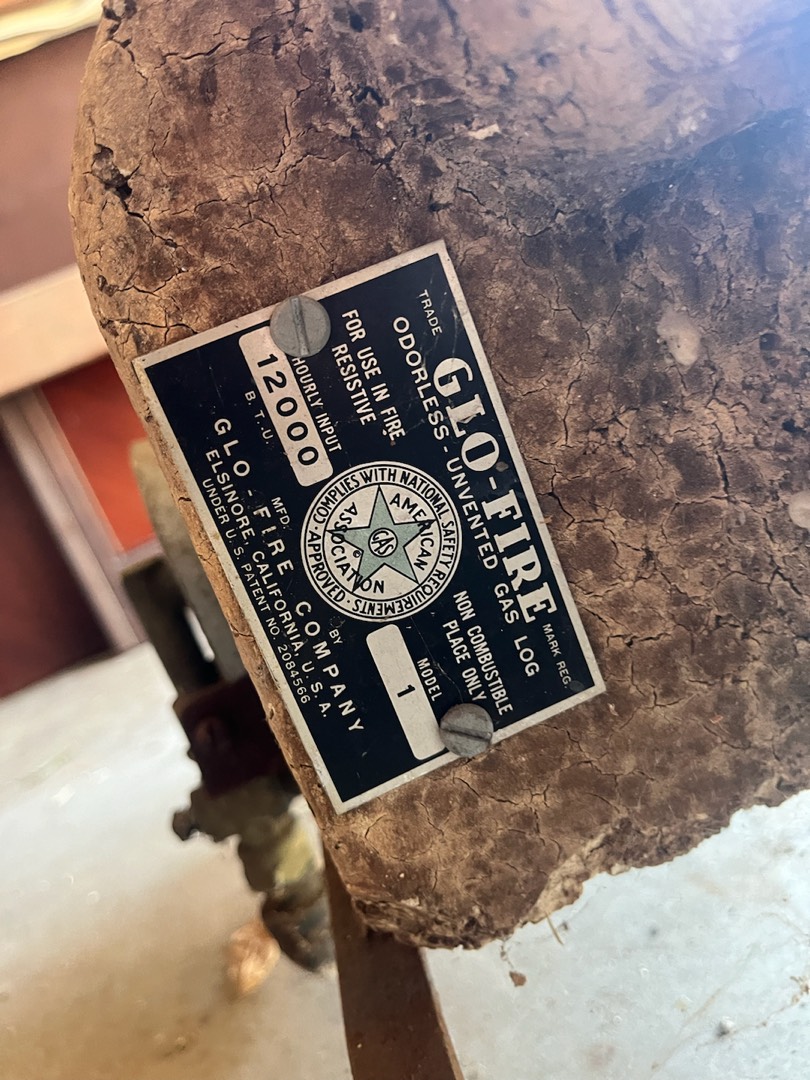 TRADE GLO-FIRE MARK REG.
ODORLESS-UNVENTED GAS LOG
FOR USE IN FIRE
RESISTIVE
NON COMBUSTIBLE
PLACE ONLY
HOURLY INPUT
12000
B. T. U.
COMPLIES WITH NATIONAL SAFETY REQUIREMENTS · APPROVED ·
AMERICAN
GAS
ASSOCIATION
MODEL
1
MFD. BY
GLO-FIRE COMPANY
ELSINORE, CALIFORNIA, U.S.A.
UNDER U.S. PATENT NO. 2084566